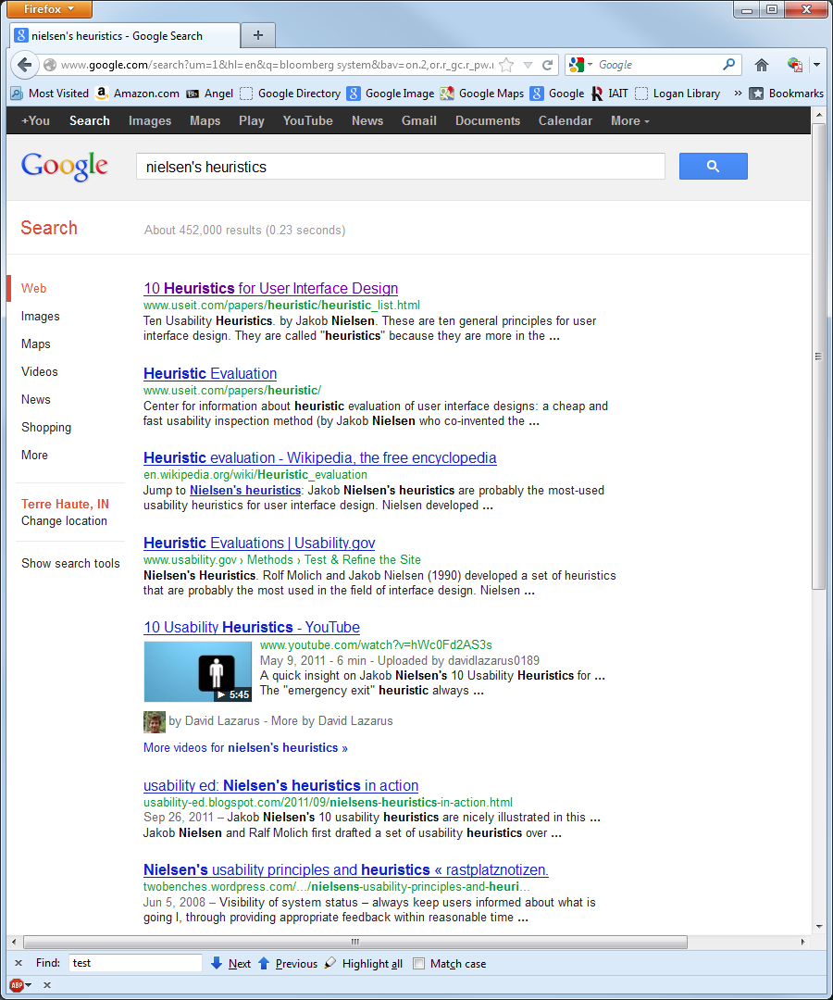 Firefox
nielsen's heuristics - Google Search
www.google.com/search?um=1&hl=en&q=bloomberg system&bav=on.2,or.r_gc.r_pw.
Google
Most Visited Amazon.com Bb Angel Google Directory Google Image Google Maps Google IAIT Logan Library » Bookmarks
+You Search Images Maps Play YouTube News Gmail Documents Calendar More
Google
nielsen's heuristics
Search
About 452,000 results (0.23 seconds)
Web
Images
Maps
Videos
News
Shopping
More
Terre Haute, IN
Change location
Show search tools
10 Heuristics for User Interface Design
www.useit.com/papers/heuristic/heuristic_list.html
Ten Usability Heuristics. by Jakob Nielsen. These are ten general principles for user
interface design. They are called "heuristics" because they are more in the ...
Heuristic Evaluation
www.useit.com/papers/heuristic/
Center for information about heuristic evaluation of user interface designs: a cheap and
fast usability inspection method (by Jakob Nielsen who co-invented the ...
Heuristic evaluation - Wikipedia, the free encyclopedia
en.wikipedia.org/wiki/Heuristic_evaluation
Jump to Nielsen's heuristics: Jakob Nielsen's heuristics are probably the most-used
usability heuristics for user interface design. Nielsen developed ...
Heuristic Evaluations | Usability.gov
www.usability.gov › Methods › Test & Refine the Site
Nielsen's Heuristics. Rolf Molich and Jakob Nielsen (1990) developed a set of heuristics
that are probably the most used in the field of interface design. Nielsen ...
10 Usability Heuristics - YouTube
5:45
www.youtube.com/watch?v=hWc0Fd2AS3s
May 9, 2011 - 6 min - Uploaded by davidlazarus0189
A quick insight on Jakob Nielsen's 10 Usability Heuristics for ...
The "emergency exit" heuristic always ...
by David Lazarus - More by David Lazarus
More videos for nielsen's heuristics »
usability ed: Nielsen's heuristics in action
usability-ed.blogspot.com/2011/09/nielsens-heuristics-in-action.html
Sep 26, 2011 – Jakob Nielsen's 10 usability heuristics are nicely illustrated in this ...
Jakob Nielsen and Ralf Molich first drafted a set of usability heuristics over ...
Nielsen's usability principles and heuristics « rastplatznotizen.
twobenches.wordpress.com/.../nielsens-usability-principles-and-heuri...
Jun 5, 2008 – Visibility of system status – always keep users informed about what is
going I, through providing appropriate feedback within reasonable time ...
Find: test Next Previous Highlight all Match case
ABP